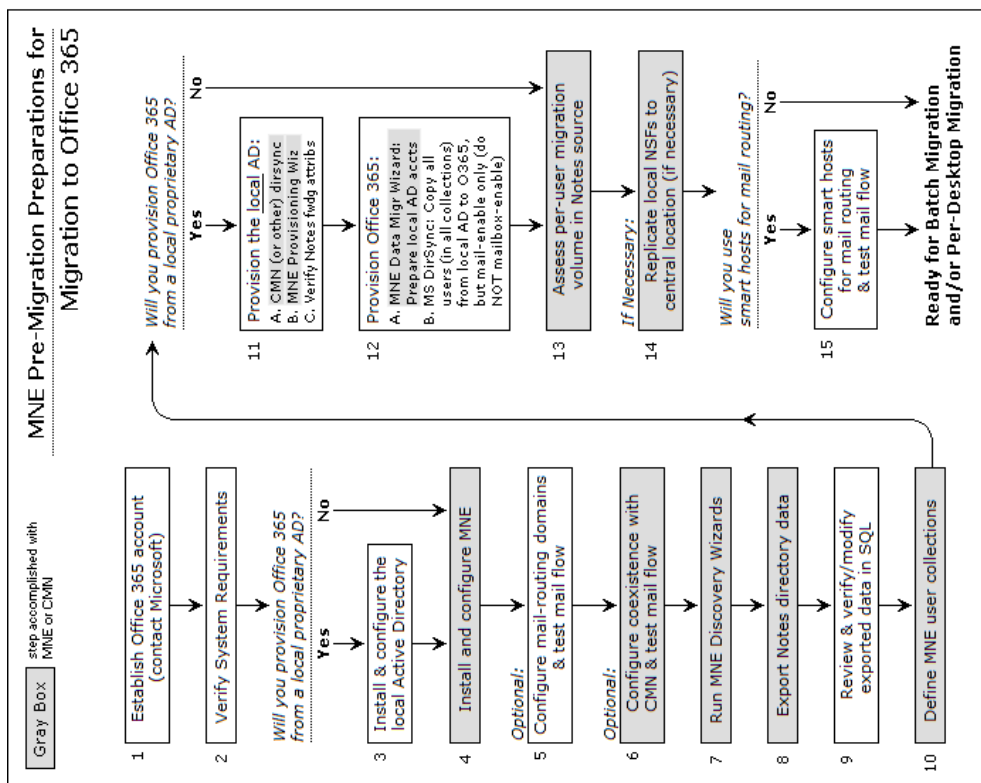 MNE Pre-Migration Preparations for
Migration to Office 365
Gray Box
step accomplished with
MNE or CMN
1
Establish Office 365 account
(contact Microsoft)
2
Verify System Requirements
Will you provision Office 365
from a local proprietary AD?
Yes
No
3
Install & configure the
local Active Directory
4
Install and configure MNE
Optional:
5
Configure mail-routing domains
& test mail flow
Optional:
6
Configure coexistence with
CMN & test mail flow
7
Run MNE Discovery Wizards
8
Export Notes directory data
9
Review & verify/modify
exported data in SQL
10
Define MNE user collections
Will you provision Office 365
from a local proprietary AD?
Yes
No
11
Provision the local AD:
A. CMN (or other) dirsync
B. MNE Provisioning Wiz
C. Verify Notes fwdg attribs
12
Provision Office 365:
A. MNE Data Migr Wizard:
Prepare local AD accts
B. MS DirSync: Copy all
users (in all collections)
from local AD to O365,
but mail-enable only (do
NOT mailbox-enable)
13
Assess per-user migration
volume in Notes source
If Necessary:
14
Replicate local NSFs to
central location (if necessary)
Will you use
smart hosts for mail routing?
Yes
No
15
Configure smart hosts
for mail routing
& test mail flow
Ready for Batch Migration
and/or Per-Desktop Migration